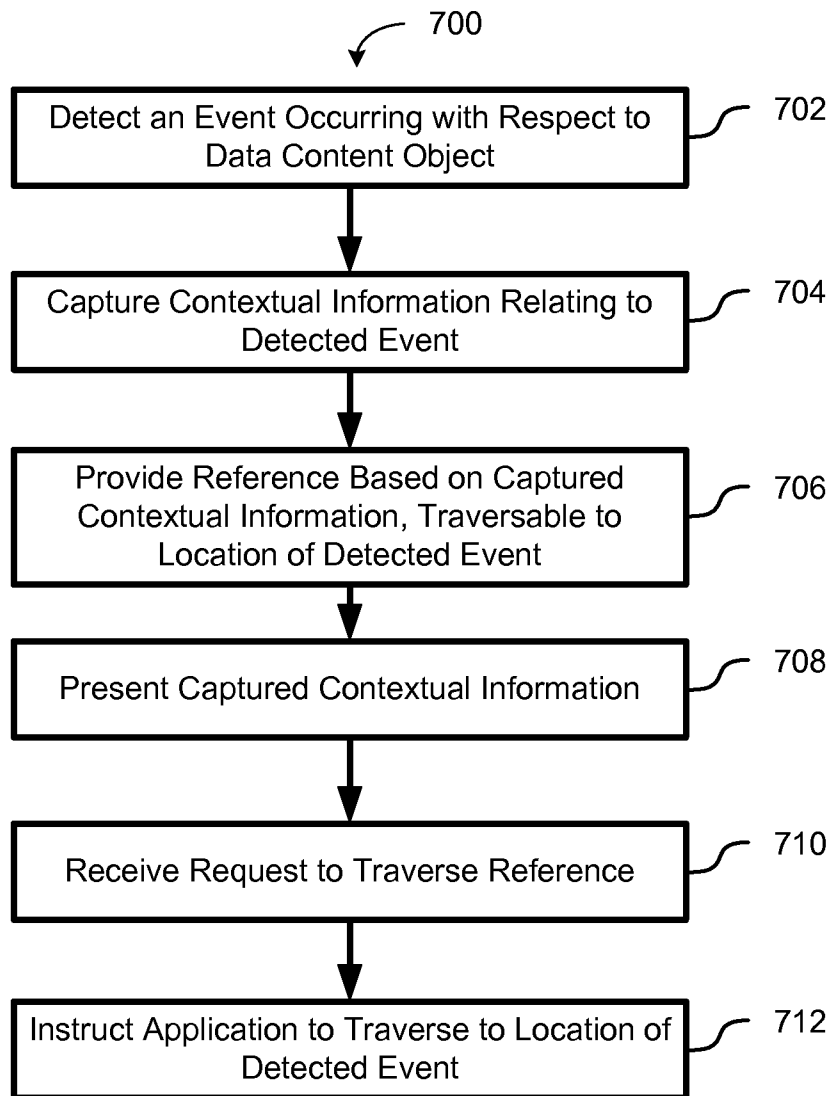 700
Detect an Event Occurring with Respect to
Data Content Object
702
Capture Contextual Information Relating to
Detected Event
704
Provide Reference Based on Captured
Contextual Information, Traversable to
Location of Detected Event
706
Present Captured Contextual Information
708
Receive Request to Traverse Reference
710
Instruct Application to Traverse to Location of
Detected Event
712